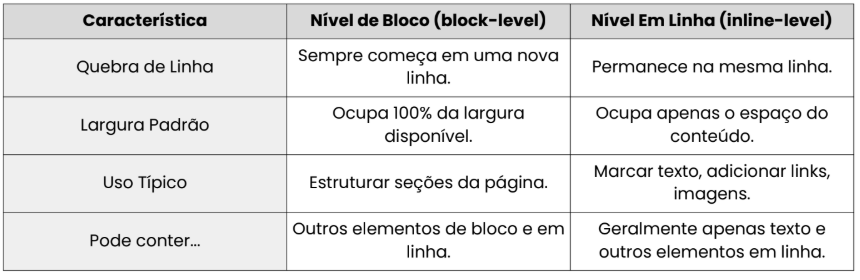 Característica Nível de Bloco (block-level) Nível Em Linha (inline-level)
Quebra de Linha
Sempre começa em uma nova
linha.
Permanece na mesma linha.
Largura Padrão
Ocupa 100% da largura
disponível.
Ocupa apenas o espaço do
conteúdo.
Uso Típico
Estruturar seções da página.
Marcar texto, adicionar links,
imagens.
Pode conter...
Outros elementos de bloco e em
linha.
Geralmente apenas texto e
outros elementos em linha.